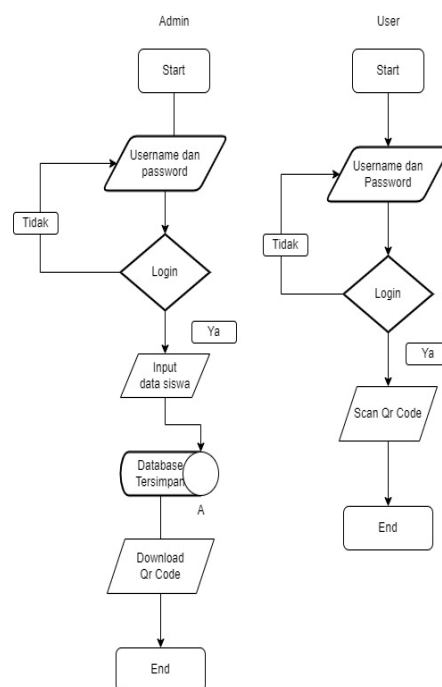 Admin
Start
Username dan
password
Tidak
Login
Ya
Input
data siswa
Database
Tersimpan
A
Download
Qr Code
End
User
Start
Username dan
Password
Tidak
Login
Ya
Scan Qr Code
End